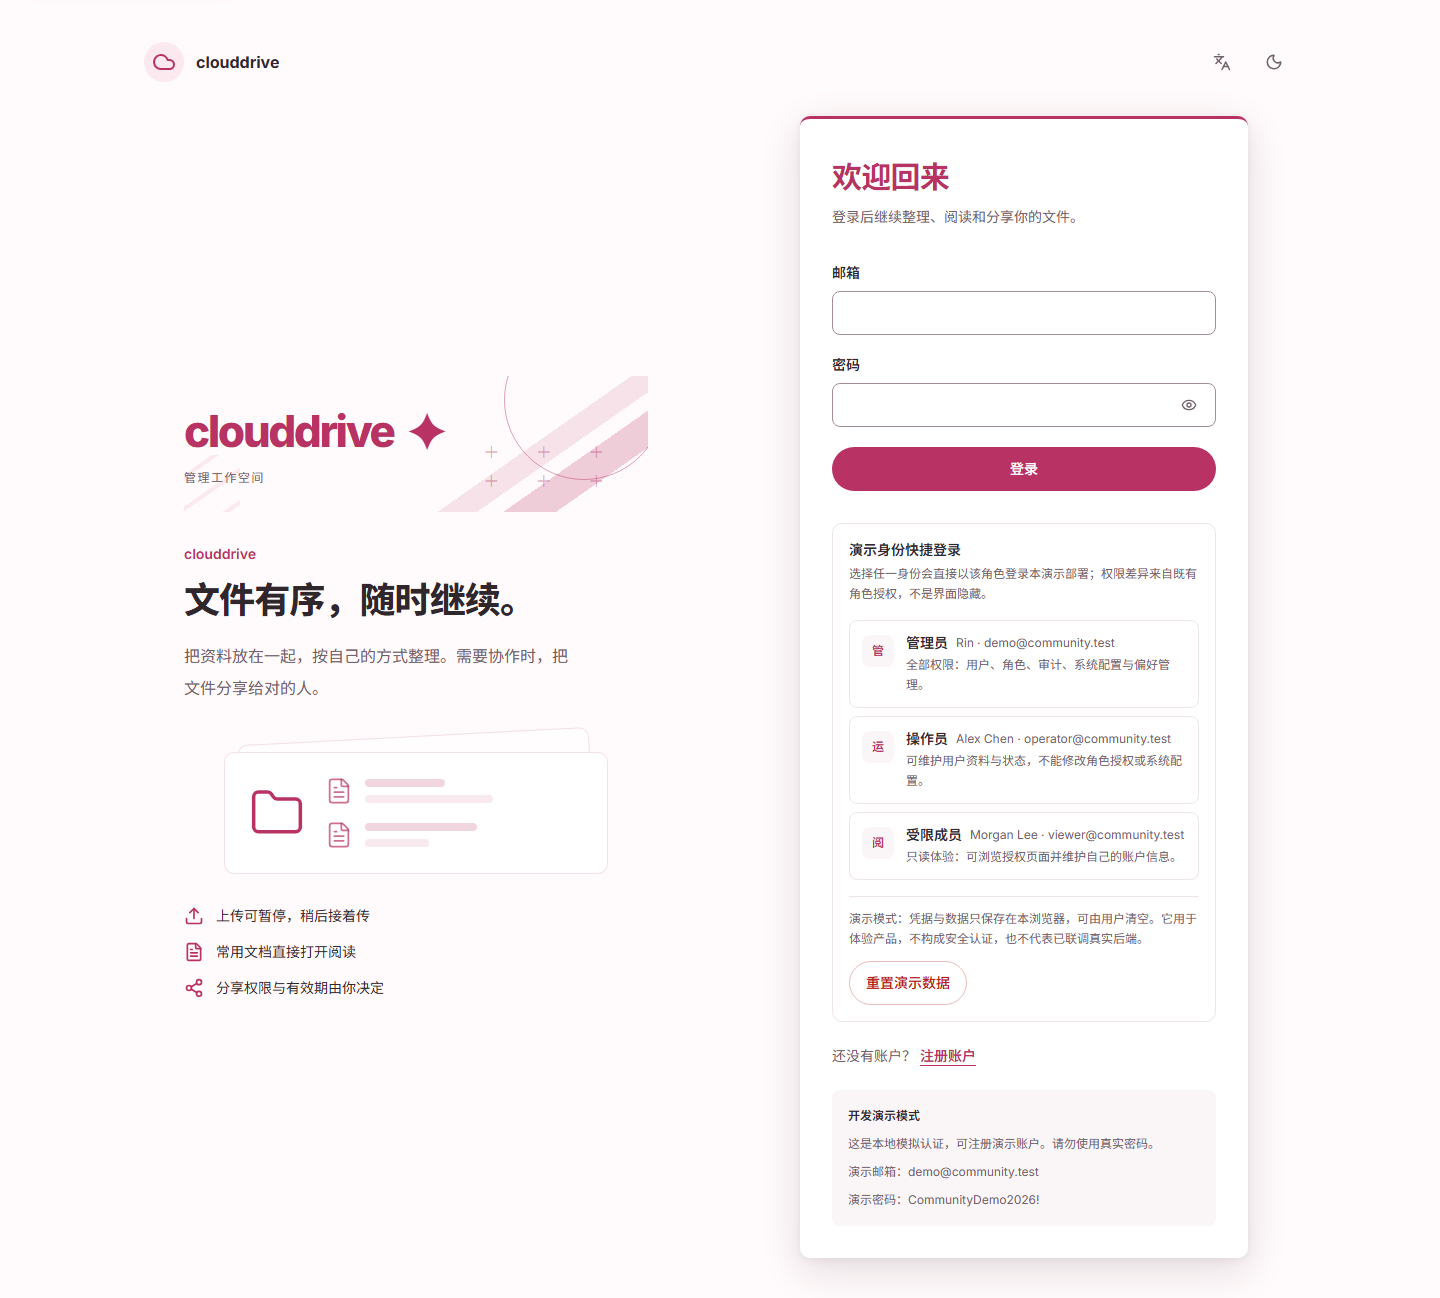 clouddrive
clouddrive
管理工作空间
clouddrive
文件有序，随时继续。
把资料放在一起，按自己的方式整理。需要协作时，把
文件分享给对的人。
上传可暂停，稍后接着传
常用文档直接打开阅读
分享权限与有效期由你决定
欢迎回来
登录后继续整理、阅读和分享你的文件。
邮箱
密码
登录
演示身份快捷登录
选择任一身份会直接以该角色登录本演示部署；权限差异来自既有
角色授权，不是界面隐藏。
管
管理员 Rin · demo@community.test
全部权限：用户、角色、审计、系统配置与偏好管
理。
运
操作员 Alex Chen · operator@community.test
可维护用户资料与状态，不能修改角色授权或系统配
置。
阅
受限成员 Morgan Lee · viewer@community.test
只读体验：可浏览授权页面并维护自己的账户信息。
演示模式：凭据与数据只保存在本浏览器，可由用户清空。它用于
体验产品，不构成安全认证，也不代表已联调真实后端。
重置演示数据
还没有账户？ 注册账户
开发演示模式
这是本地模拟认证，可注册演示账户。请勿使用真实密码。
演示邮箱：demo@community.test
演示密码：CommunityDemo2026!